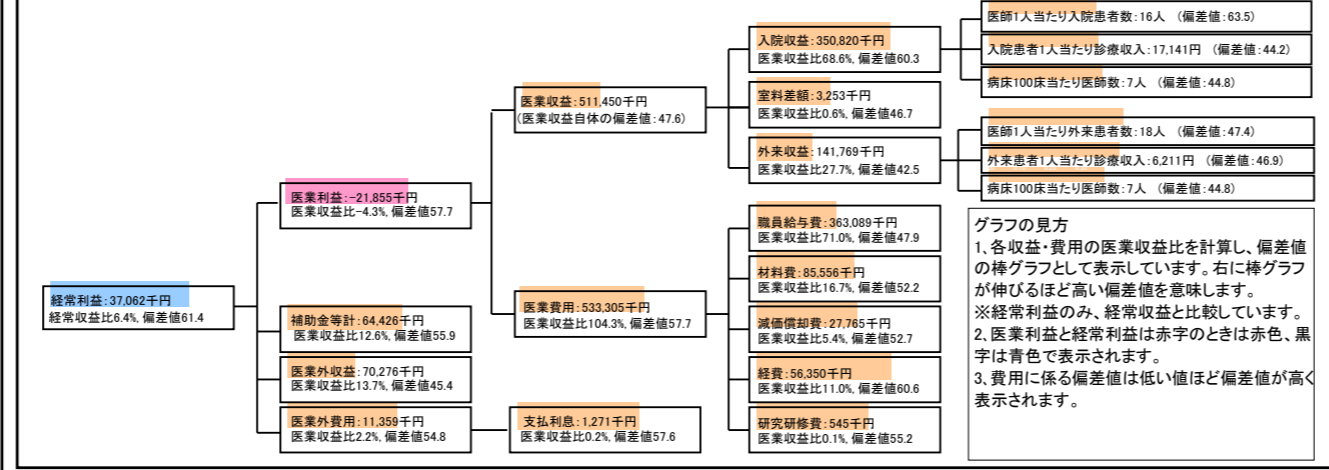 経常利益:37,062千円
経常収益比6.4%, 偏差値61.4
医業利益:-21,855千円
医業収益比-4.3%, 偏差値57.7
補助金等計:64,426千円
医業収益比12.6%, 偏差値55.9
医業外収益:70,276千円
医業収益比13.7%, 偏差値45.4
医業外費用:11,359千円
医業収益比2.2%, 偏差値54.8
支払利息:1,271千円
医業収益比0.2%, 偏差値57.6
医業収益:511,450千円
(医業収益自体の偏差値:47.6)
医業費用:533,305千円
医業収益比104.3%, 偏差値57.7
入院収益:350,820千円
医業収益比68.6%, 偏差値60.3
室料差額:3,253千円
医業収益比0.6%, 偏差値46.7
外来収益:141,769千円
医業収益比27.7%, 偏差値42.5
職員給与費:363,089千円
医業収益比71.0%, 偏差値47.9
材料費:85,556千円
医業収益比16.7%, 偏差値52.2
減価償却費:27,765千円
医業収益比5.4%, 偏差値52.7
経費:56,350千円
医業収益比11.0%, 偏差値60.6
研究研修費:545千円
医業収益比0.1%, 偏差値55.2
医師1人当たり入院患者数:16人 (偏差値:63.5)
入院患者1人当たり診療収入:17,141円 (偏差値:44.2)
病床100床当たり医師数:7人 (偏差値:44.8)
医師1人当たり外来患者数:18人 (偏差値:47.4)
外来患者1人当たり診療収入:6,211円 (偏差値:46.9)
病床100床当たり医師数:7人 (偏差値:44.8)
グラフの見方
1、各収益・費用の医業収益比を計算し、偏差値
の棒グラフとして表示しています。右に棒グラフ
が伸びるほど高い偏差値を意味します。
※経常利益のみ、経常収益と比較しています。
2、医業利益と経常利益は赤字のときは赤色、黒
字は青色で表示されます。
3、費用に係る偏差値は低い値ほど偏差値が高く
表示されます。